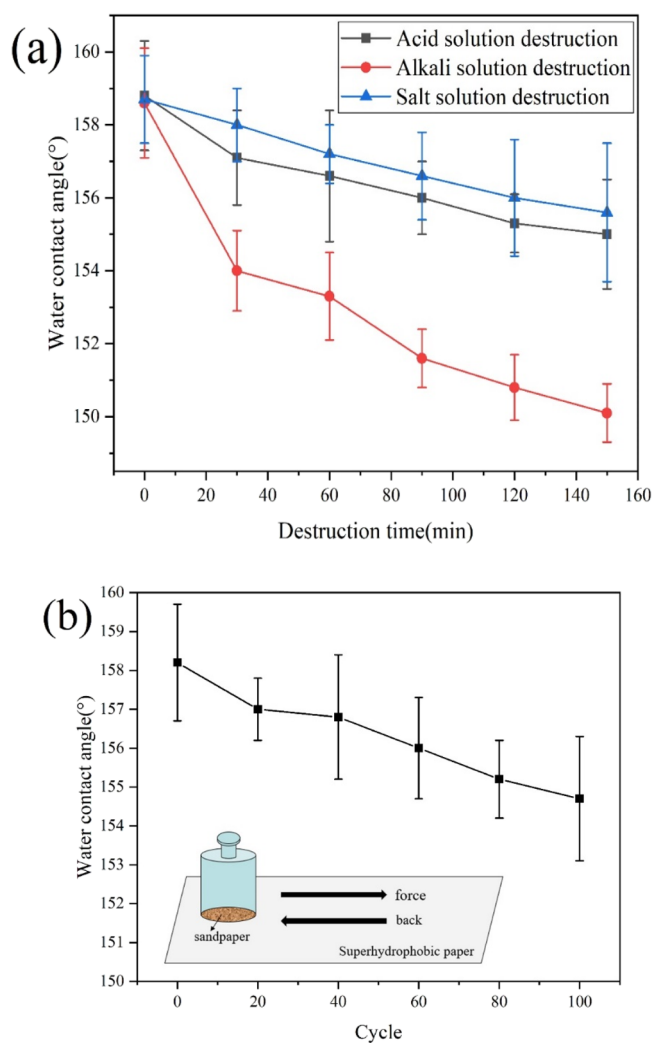 (a)
Acid solution destruction
Alkali solution destruction
Salt solution destruction
Water contact angle(°)
160
158
156
154
152
150
0 20 40 60 80 100 120 140 160
Destruction time(min)
(b)
Water contact angle(°)
160
159
158
157
156
155
154
153
152
151
150
force
back
sandpaper
Superhydrophobic paper
0 20 40 60 80 100
Cycle